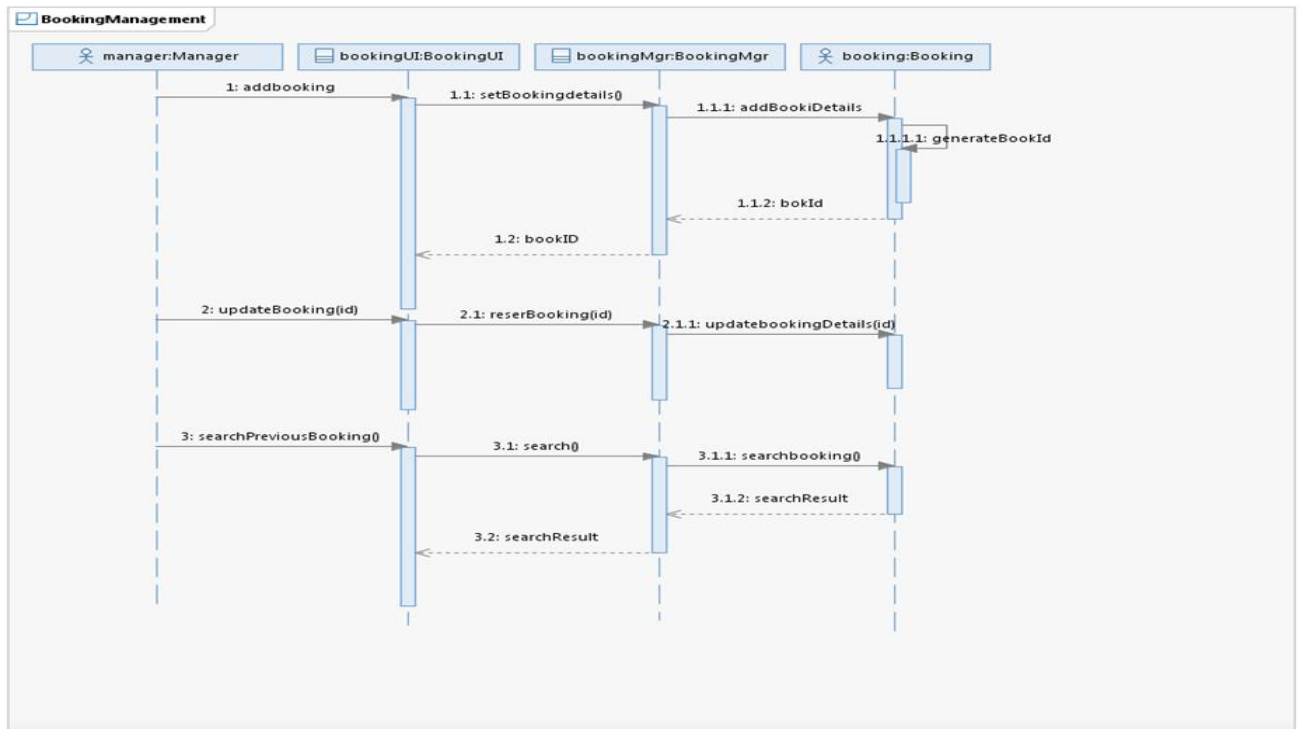 BookingManagement
manager:Manager
bookingUI:BookingUI
bookingMgr:BookingMgr
booking:Booking
1: addbooking
1.1: setBookingdetails()
1.1.1: addBookiDetails
1.1.1.1: generateBookId
1.1.2: bokId
1.2: bookID
2: updateBooking(id)
2.1: reserBooking(id)
2.1.1: updatebookingDetails(id)
3: searchPreviousBooking()
3.1: search()
3.1.1: searchbooking()
3.1.2: searchResult
3.2: searchResult